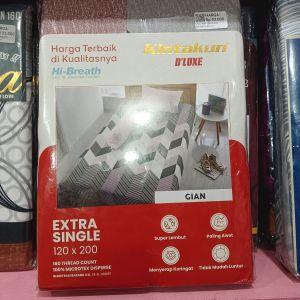 Harga Terbaik
di Kualitasnya
Kintakun
D'LUXE
Hi-Breath
GIAN
EXTRA
SINGLE
120 x 200
160 THREAD COUNT
100% MICROTEX DISPERSE
Super Lembut
Paling Awet
Menyerap Keringat
Tidak Mudah Luntur